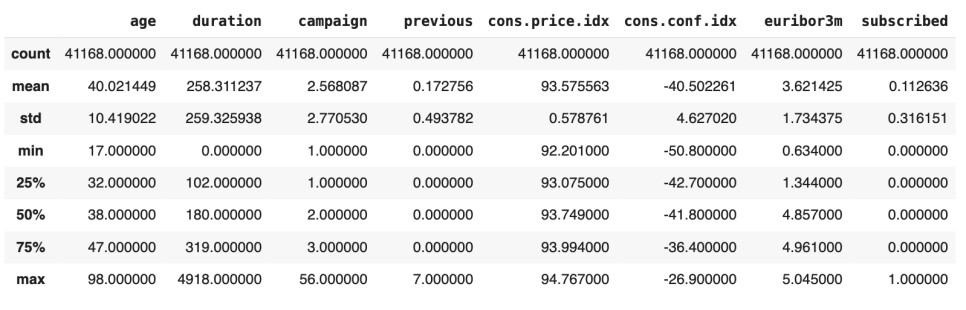 age duration campaign previous cons.price.idx cons.conf.idx euribor3m subscribed
count 41168.000000 41168.000000 41168.000000 41168.000000 41168.000000 41168.000000 41168.000000 41168.000000
mean 40.021449 258.311237 2.568087 0.172756 93.575563 -40.502261 3.621425 0.112636
std 10.419022 259.325938 2.770530 0.493782 0.578761 4.627020 1.734375 0.316151
min 17.000000 0.000000 1.000000 0.000000 92.201000 -50.800000 0.634000 0.000000
25% 32.000000 102.000000 1.000000 0.000000 93.075000 -42.700000 1.344000 0.000000
50% 38.000000 180.000000 2.000000 0.000000 93.749000 -41.800000 4.857000 0.000000
75% 47.000000 319.000000 3.000000 0.000000 93.994000 -36.400000 4.961000 0.000000
max 98.000000 4918.000000 56.000000 7.000000 94.767000 -26.900000 5.045000 1.000000